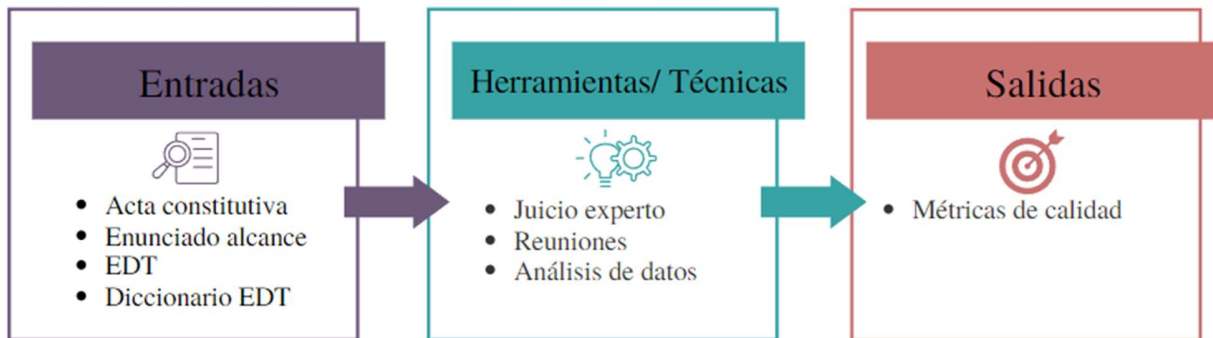 Entradas
• Acta constitutiva
• Enunciado alcance
• EDT
• Diccionario EDT
Herramientas/ Técnicas
• Juicio experto
• Reuniones
• Análisis de datos
Salidas
• Métricas de calidad